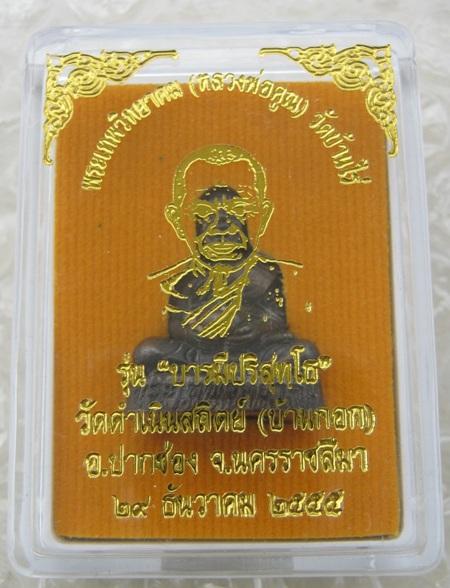 พระเทพวิทยาคม (หลวงพ่อคูณ) วัดบ้านไร่
รุ่น "บารมีปริสุทฺโธ"
วัดดำเนินสถิตย์ (บ้านกอก)
อ.ปากช่อง จ.นครราชสีมา
๒๙ ธันวาคม ๒๕๕๕